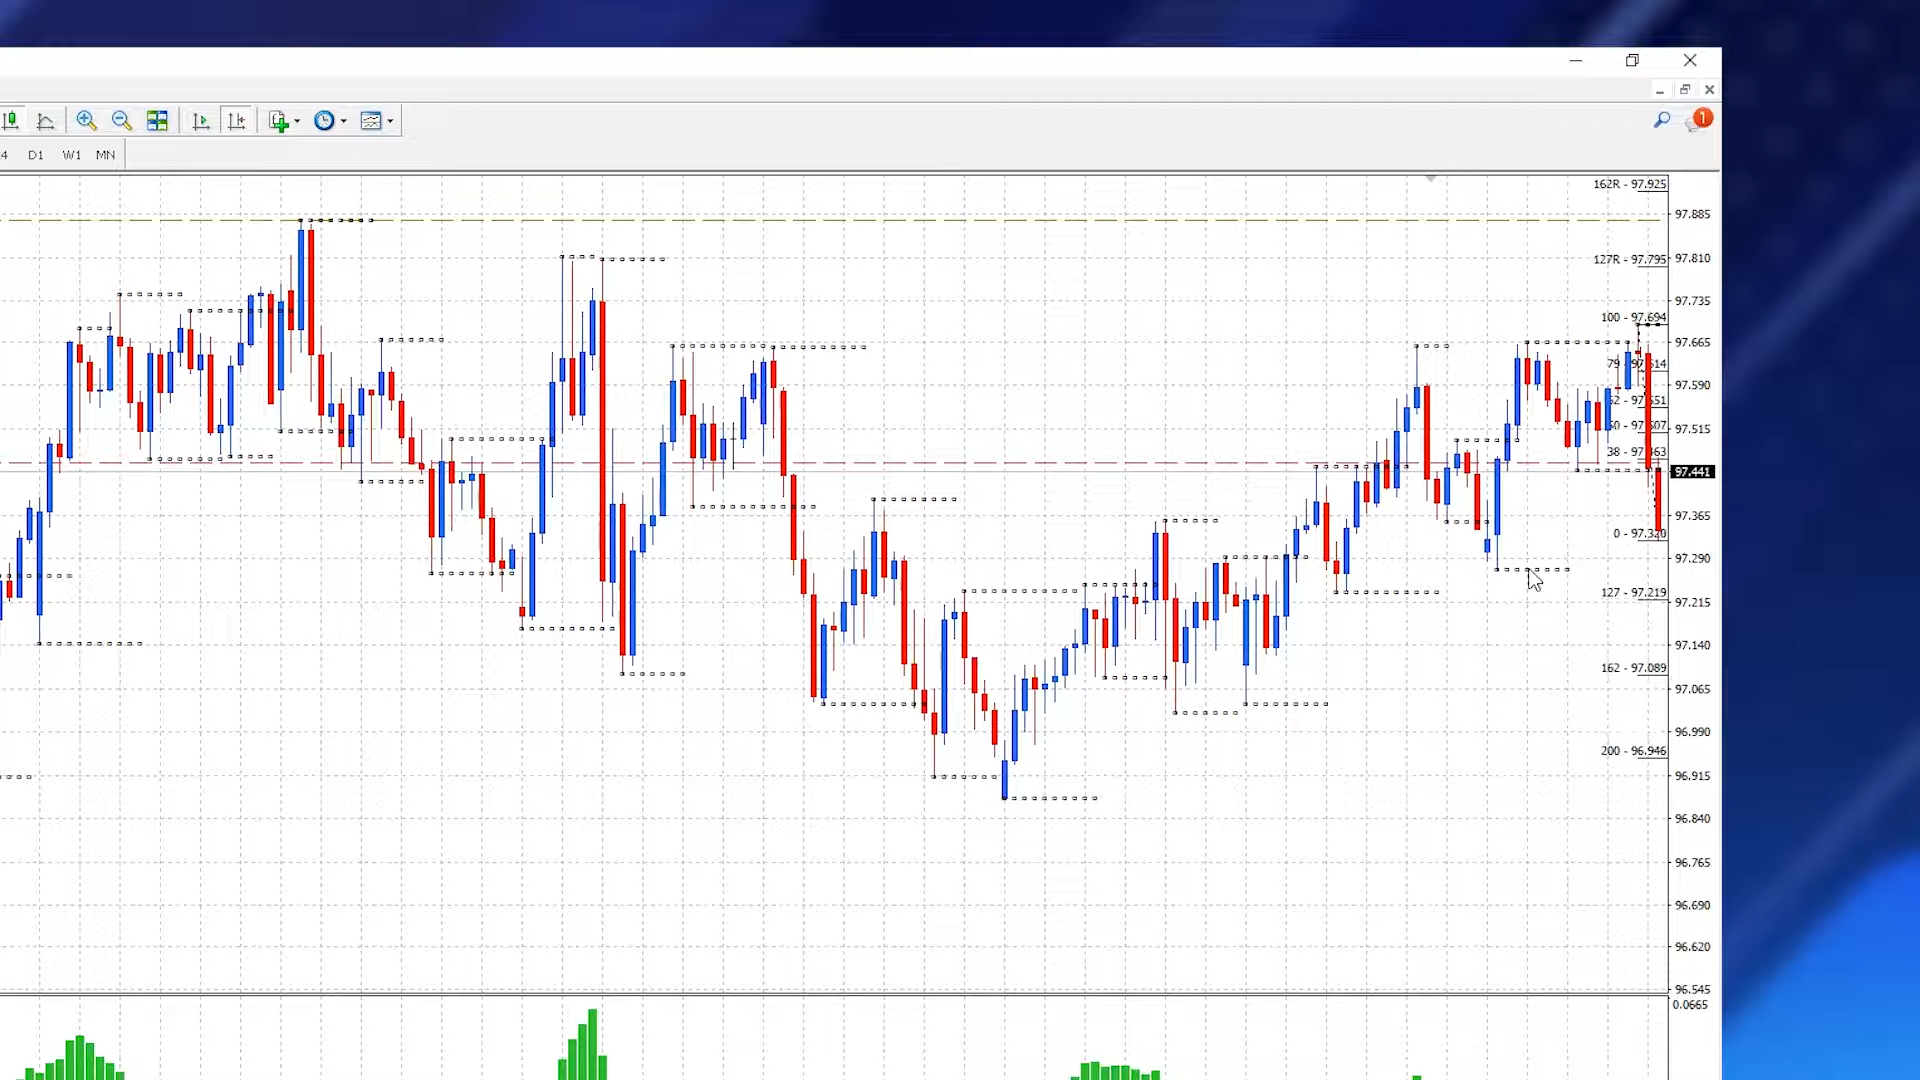 1
4 D1 W1 MN
162R - 97.925
97.885
127R - 97.795
97.810
97.735
100 - 97.694
97.665
97.590
97.515
97.441
97.365
0 - 97.320
97.290
127 - 97.219
97.215
97.140
162 - 97.089
97.065
96.990
200 - 96.946
96.915
96.840
96.765
96.690
96.620
96.545
0.0665